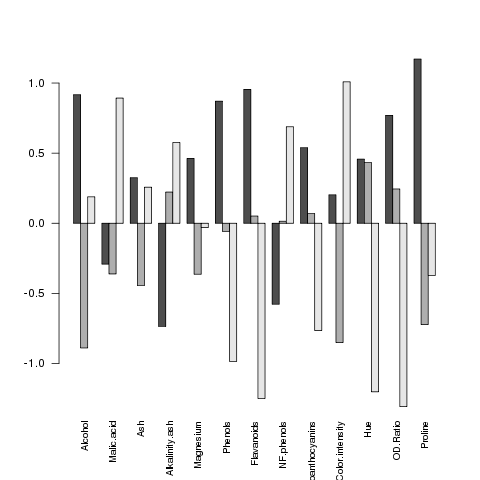 1.0
0.5
0.0
-0.5
-1.0
Alcohol
Malic.acid
Ash
Alkalinity.ash
Magnesium
Phenols
Flavanoids
NF.phenols
oanthocyanins
Color.intensity
Hue
OD.Ratio
Proline